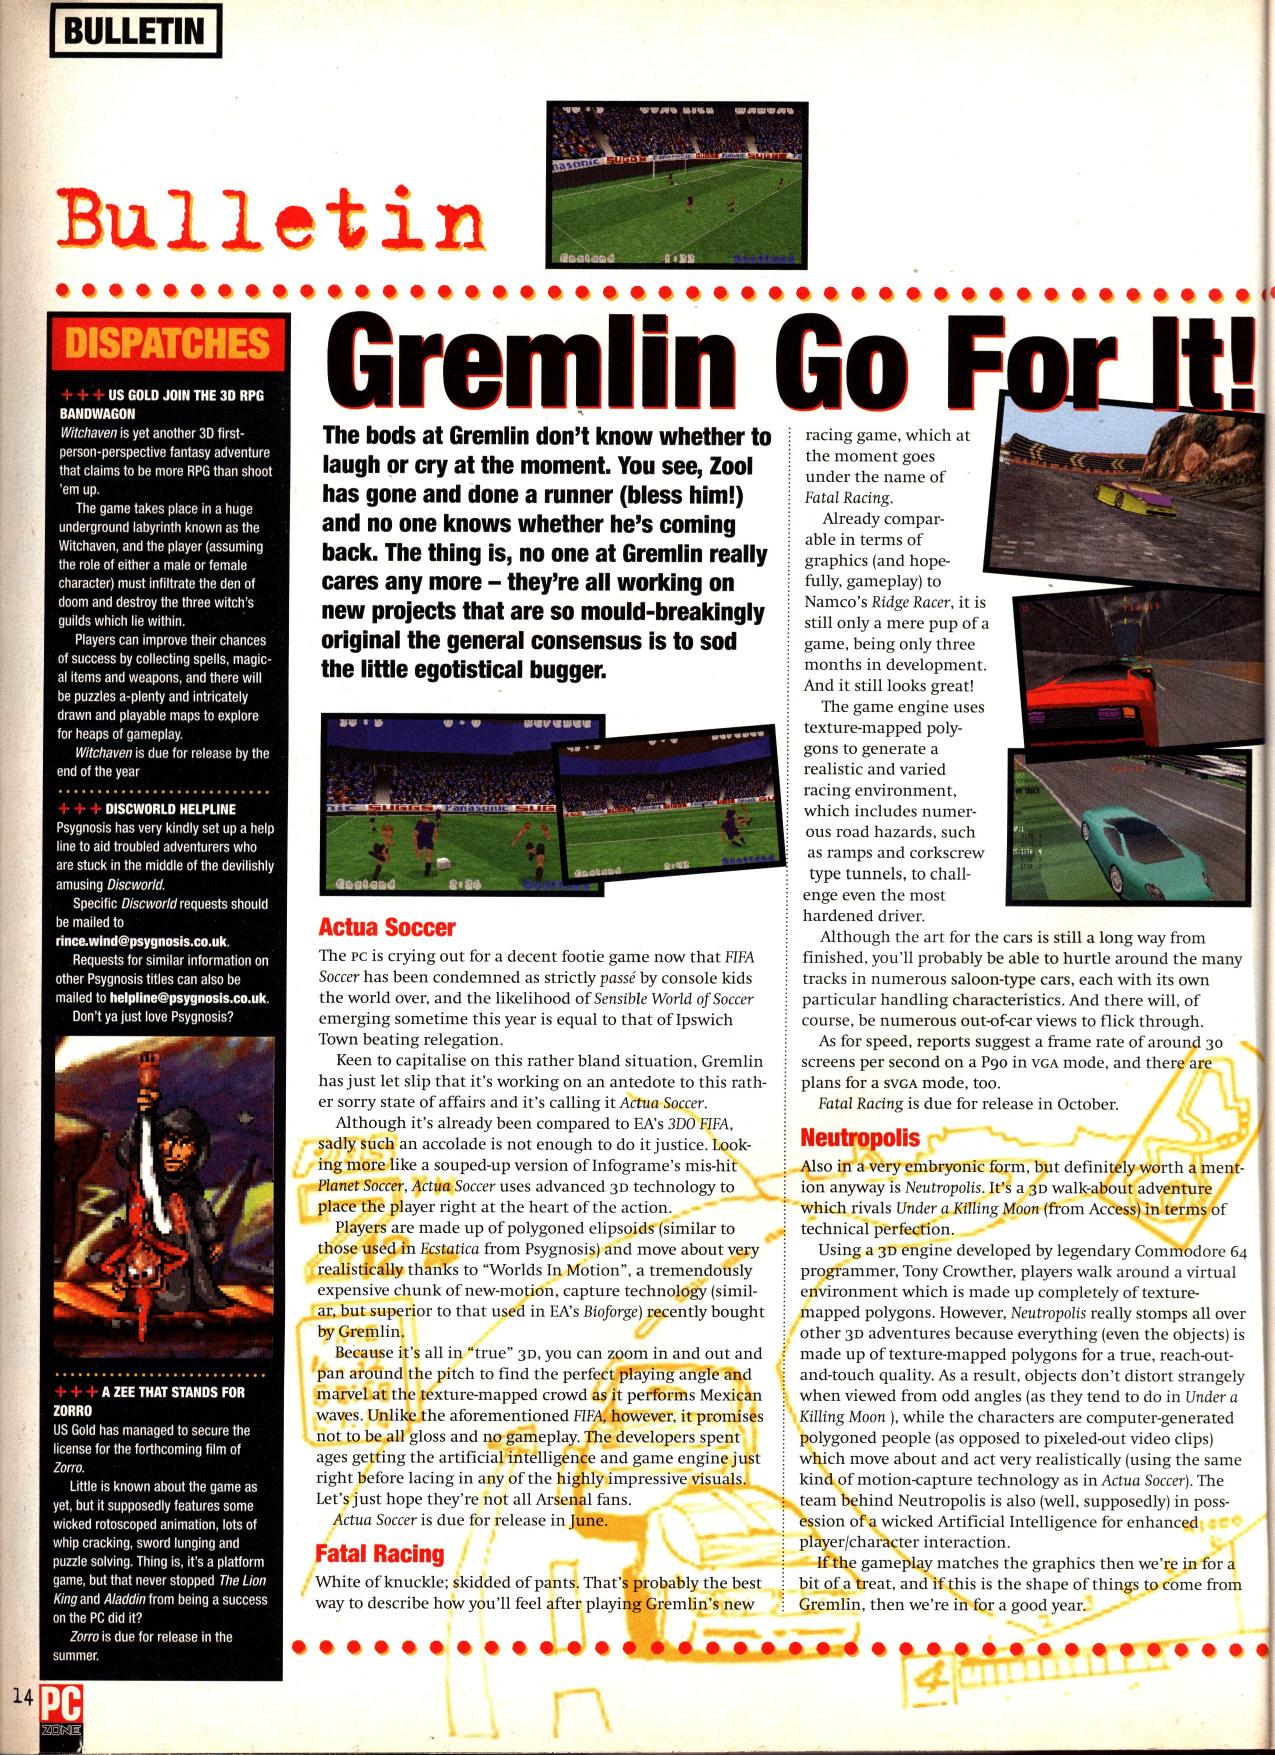 BULLETIN
Bulletin
DISPATCHES
+++ US GOLD JOIN THE 3D RPG
BANDWAGON
Witchaven is yet another 3D first-
person-perspective fantasy adventure
that claims to be more RPG than shoot
'em up.
The game takes place in a huge
underground labyrinth known as the
Witchaven, and the player (assuming
the role of either a male or female
character) must infiltrate the den of
doom and destroy the three witch's
guilds which lie within.
Players can improve their chances
of success by collecting spells, magic-
al items and weapons, and there will
be puzzles a-plenty and intricately
drawn and playable maps to explore
for heaps of gameplay.
Witchaven is due for release by the
end of the year
+++ DISCWORLD HELPLINE
Psygnosis has very kindly set up a help
line to aid troubled adventurers who
are stuck in the middle of the devilishly
amusing Discworld.
Specific Discworld requests should
be mailed to
rince.wind@psygnosis.co.uk.
Requests for similar information on
other Psygnosis titles can also be
mailed to helpline@psygnosis.co.uk.
Don't ya just love Psygnosis?
+++ A ZEE THAT STANDS FOR
ZORRO
US Gold has managed to secure the
license for the forthcoming film of
Zorro.
Little is known about the game as
yet, but it supposedly features some
wicked rotoscoped animation, lots of
whip cracking, sword lunging and
puzzle solving. Thing is, it's a platform
game, but that never stopped The Lion
King and Aladdin from being a success
on the PC did it?
Zorro is due for release in the
summer.
Gremlin Go For It!
The bods at Gremlin don't know whether to
laugh or cry at the moment. You see, Zool
has gone and done a runner (bless him!)
and no one knows whether he's coming
back. The thing is, no one at Gremlin really
cares any more – they're all working on
new projects that are so mould-breakingly
original the general consensus is to sod
the little egotistical bugger.
England 1:33 Scotland
SUGGS Panasonic SUG
England 2:26
England Scotland
Actua Soccer
The PC is crying out for a decent footie game now that FIFA
Soccer has been condemned as strictly passé by console kids
the world over, and the likelihood of Sensible World of Soccer
emerging sometime this year is equal to that of Ipswich
Town beating relegation.
Keen to capitalise on this rather bland situation, Gremlin
has just let slip that it's working on an antedote to this rath-
er sorry state of affairs and it's calling it Actua Soccer.
Although it's already been compared to EA's 3DO FIFA,
sadly such an accolade is not enough to do it justice. Look-
ing more like a souped-up version of Infograme's mis-hit
Planet Soccer, Actua Soccer uses advanced 3D technology to
place the player right at the heart of the action.
Players are made up of polygoned elipsoids (similar to
those used in Ecstatica from Psygnosis) and move about very
realistically thanks to "Worlds In Motion", a tremendously
expensive chunk of new-motion, capture technology (simil-
ar, but superior to that used in EA's Bioforge) recently bought
by Gremlin.
Because it's all in "true" 3D, you can zoom in and out and
pan around the pitch to find the perfect playing angle and
marvel at the texture-mapped crowd as it performs Mexican
waves. Unlike the aforementioned FIFA, however, it promises
not to be all gloss and no gameplay. The developers spent
ages getting the artificial intelligence and game engine just
right before lacing in any of the highly impressive visuals.
Let's just hope they're not all Arsenal fans.
Actua Soccer is due for release in June.
Fatal Racing
White of knuckle; skidded of pants. That's probably the best
way to describe how you'll feel after playing Gremlin's new
racing game, which at
the moment goes
under the name of
Fatal Racing.
Already compar-
able in terms of
graphics (and hope-
fully, gameplay) to
Namco's Ridge Racer, it is
still only a mere pup of a
game, being only three
months in development.
And it still looks great!
The game engine uses
texture-mapped poly-
gons to generate a
realistic and varied
racing environment,
which includes numer-
ous road hazards, such
as ramps and corkscrew
type tunnels, to chall-
enge even the most
hardened driver.
Although the art for the cars is still a long way from
finished, you'll probably be able to hurtle around the many
tracks in numerous saloon-type cars, each with its own
particular handling characteristics. And there will, of
course, be numerous out-of-car views to flick through.
As for speed, reports suggest a frame rate of around 30
screens per second on a P90 in VGA mode, and there are
plans for a SVGA mode, too.
Fatal Racing is due for release in October.
Neutropolis
Also in a very embryonic form, but definitely worth a ment-
ion anyway is Neutropolis. It's a 3D walk-about adventure
which rivals Under a Killing Moon (from Access) in terms of
technical perfection.
Using a 3D engine developed by legendary Commodore 64
programmer, Tony Crowther, players walk around a virtual
environment which is made up completely of texture-
mapped polygons. However, Neutropolis really stomps all over
other 3D adventures because everything (even the objects) is
made up of texture-mapped polygons for a true, reach-out-
and-touch quality. As a result, objects don't distort strangely
when viewed from odd angles (as they tend to do in Under a
Killing Moon ), while the characters are computer-generated
polygoned people (as opposed to pixeled-out video clips)
which move about and act very realistically (using the same
kind of motion-capture technology as in Actua Soccer). The
team behind Neutropolis is also (well, supposedly) in poss-
ession of a wicked Artificial Intelligence for enhanced
player/character interaction.
If the gameplay matches the graphics then we're in for a
bit of a treat, and if this is the shape of things to come from
Gremlin, then we're in for a good year.
14 PC
ZONE
4